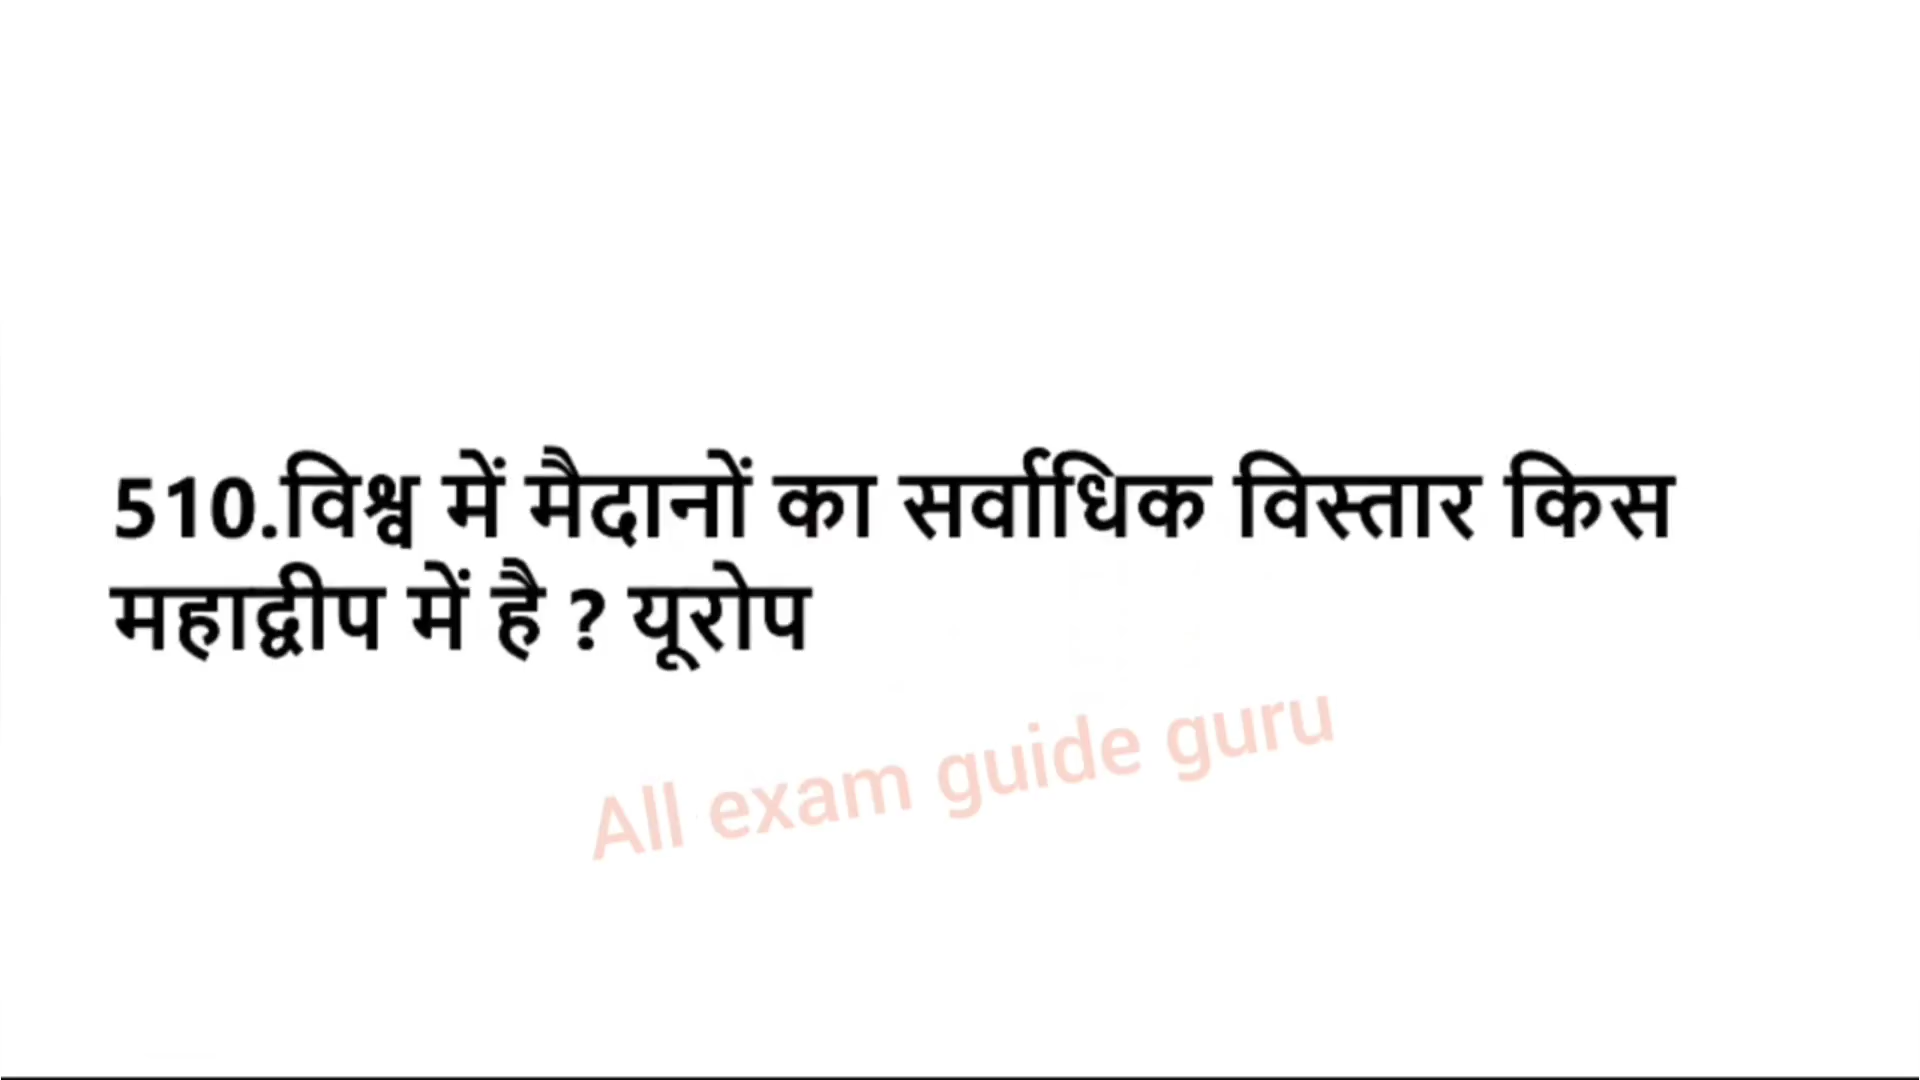 510.विश्व में मैदानों का सर्वाधिक विस्तार किस
महाद्वीप में है ? यूरोप
All exam guide guru